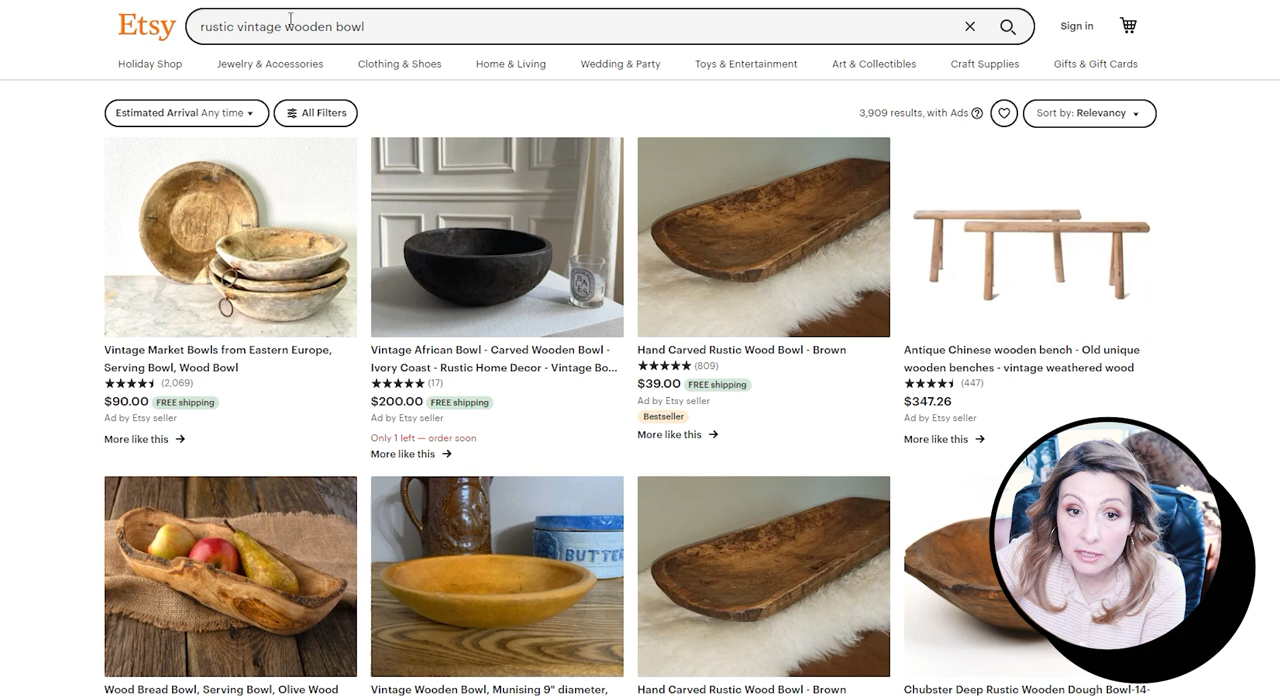 Etsy
rustic vintage wooden bowl
Sign in
Holiday Shop
Jewelry & Accessories
Clothing & Shoes
Home & Living
Wedding & Party
Toys & Entertainment
Art & Collectibles
Craft Supplies
Gifts & Gift Cards
Estimated Arrival Any time
All Filters
3,909 results, with Ads
Sort by: Relevancy
Vintage Market Bowls from Eastern Europe,
Serving Bowl, Wood Bowl
(2,069)
$90.00 FREE shipping
Ad by Etsy seller
More like this
Vintage African Bowl - Carved Wooden Bowl -
Ivory Coast - Rustic Home Decor - Vintage Bo...
(17)
$200.00 FREE shipping
Ad by Etsy seller
Only 1 left — order soon
More like this
Hand Carved Rustic Wood Bowl - Brown
(809)
$39.00 FREE shipping
Ad by Etsy seller
Bestseller
More like this
Antique Chinese wooden bench - Old unique
wooden benches - vintage weathered wood
(447)
$347.26
Ad by Etsy seller
More like this
BUTTER
Wood Bread Bowl, Serving Bowl, Olive Wood
Vintage Wooden Bowl, Munising 9" diameter,
Hand Carved Rustic Wood Bowl - Brown
Chubster Deep Rustic Wooden Dough Bowl-14-